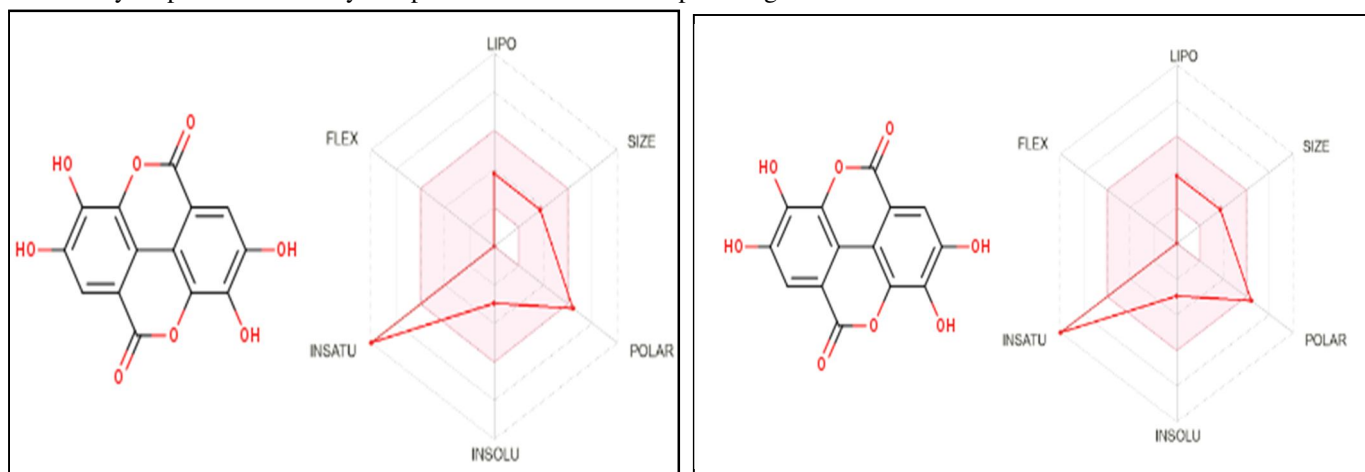 LIPO
FLEX
SIZE
INSATU
POLAR
INSOLU
O
O
HO
HO
OH
OH
O
O
LIPO
FLEX
SIZE
INSATU
POLAR
INSOLU
O
O
HO
HO
OH
OH
O
O